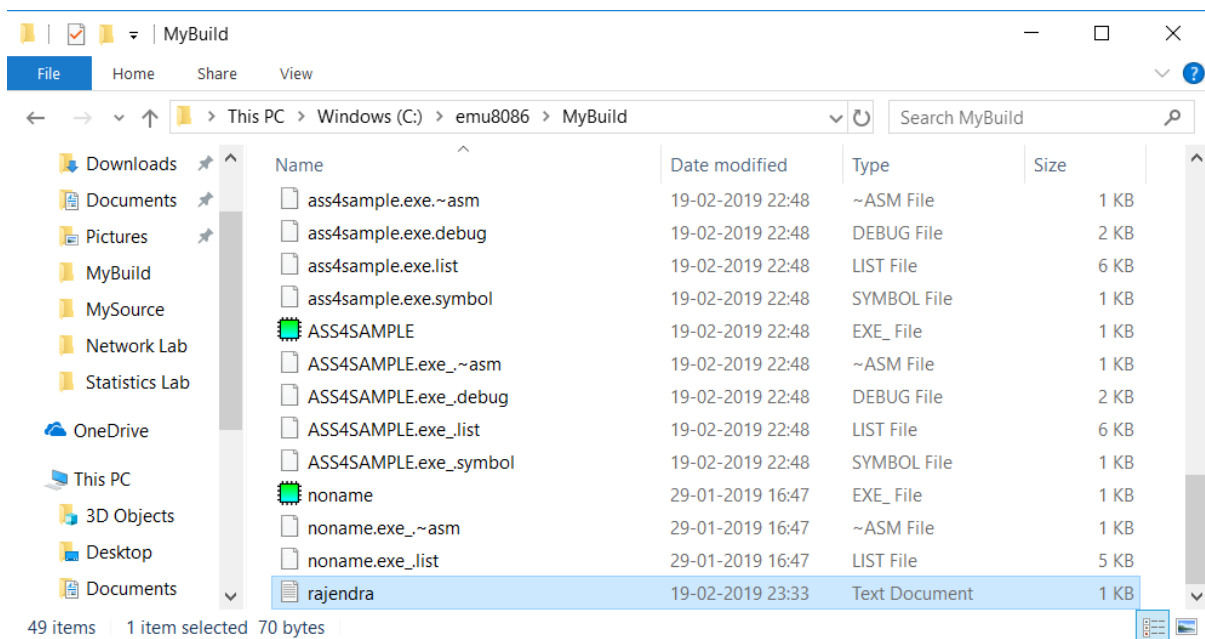 MyBuild
File Home Share View
This PC > Windows (C:) > emu8086 > MyBuild Search MyBuild
Downloads
Documents
Pictures
MyBuild
MySource
Network Lab
Statistics Lab
OneDrive
This PC
3D Objects
Desktop
Documents
Name Date modified Type Size
ass4sample.exe.~asm 19-02-2019 22:48 ~ASM File 1 KB
ass4sample.exe.debug 19-02-2019 22:48 DEBUG File 2 KB
ass4sample.exe.list 19-02-2019 22:48 LIST File 6 KB
ass4sample.exe.symbol 19-02-2019 22:48 SYMBOL File 1 KB
ASS4SAMPLE 19-02-2019 22:48 EXE_ File 1 KB
ASS4SAMPLE.exe_.~asm 19-02-2019 22:48 ~ASM File 1 KB
ASS4SAMPLE.exe_.debug 19-02-2019 22:48 DEBUG File 2 KB
ASS4SAMPLE.exe_.list 19-02-2019 22:48 LIST File 6 KB
ASS4SAMPLE.exe_.symbol 19-02-2019 22:48 SYMBOL File 1 KB
noname 29-01-2019 16:47 EXE_ File 1 KB
noname.exe_.~asm 29-01-2019 16:47 ~ASM File 1 KB
noname.exe_.list 29-01-2019 16:47 LIST File 5 KB
rajendra 19-02-2019 23:33 Text Document 1 KB
49 items 1 item selected 70 bytes